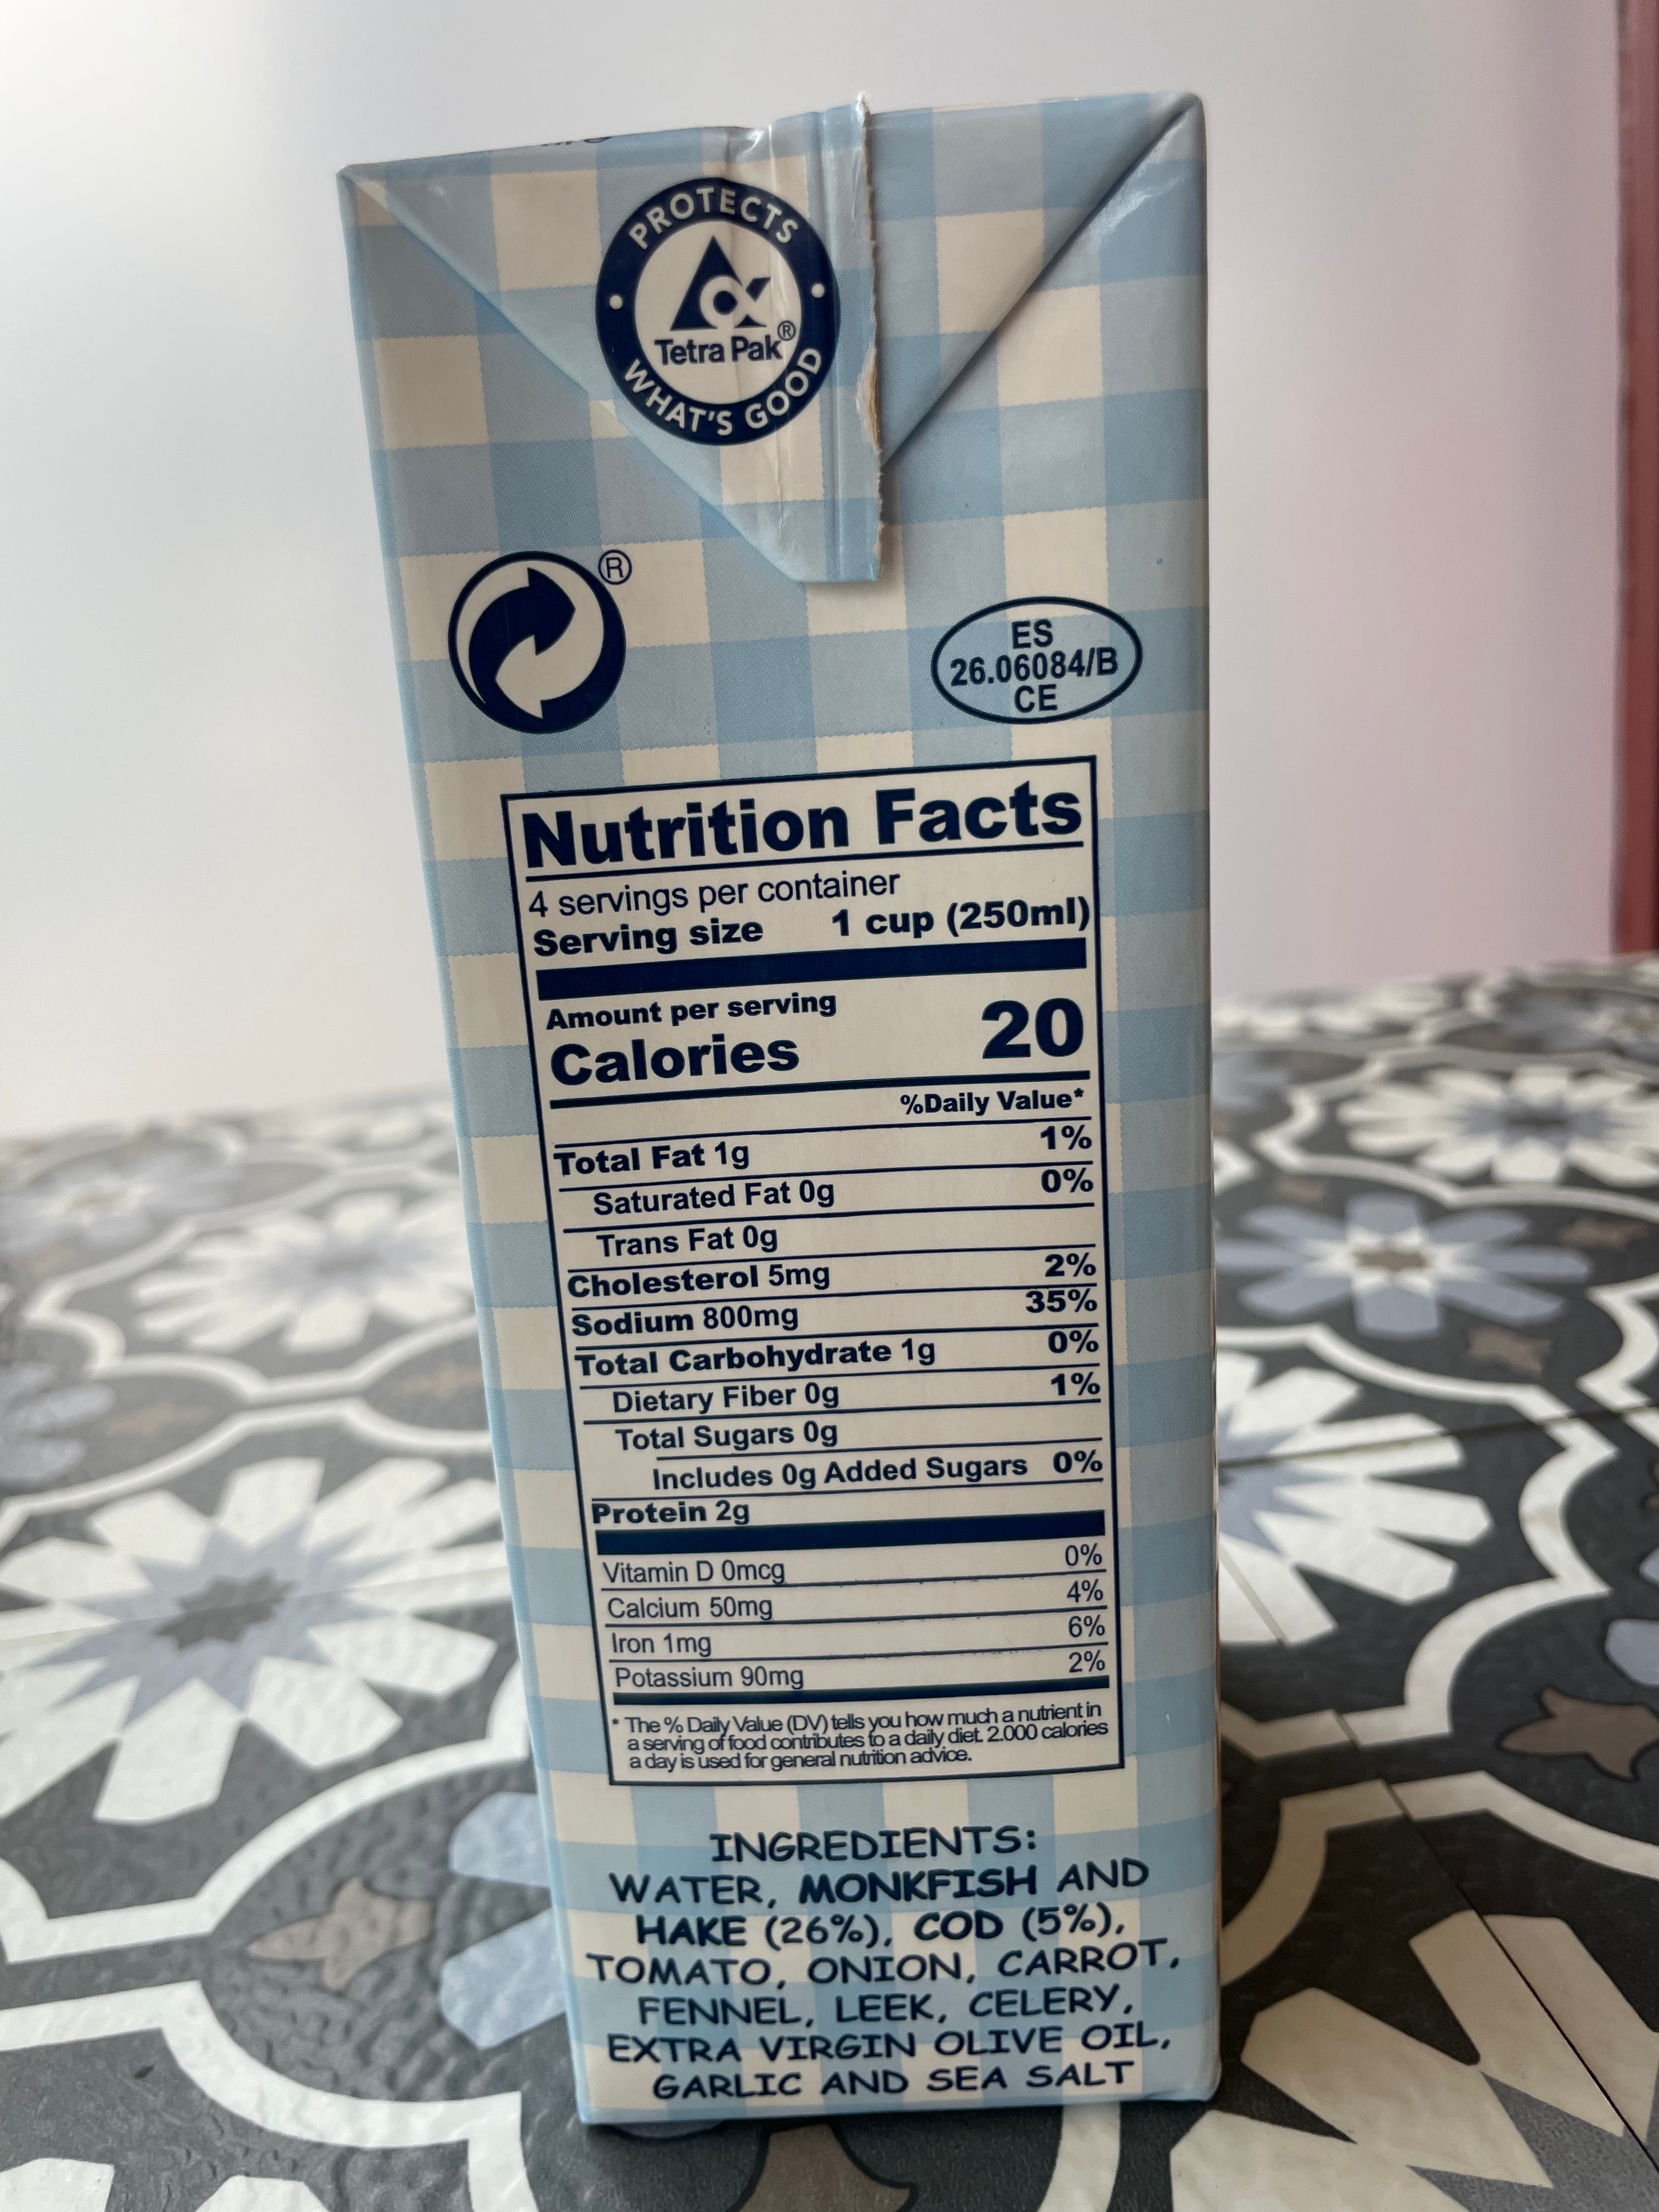 PROTECTS
Tetra Pak®
WHAT'S GOOD
®
ES
26.06084/B
CE
Nutrition Facts
4 servings per container
Serving size 1 cup (250ml)
Amount per serving
Calories 20
%Daily Value*
Total Fat 1g 1%
Saturated Fat 0g 0%
Trans Fat 0g
Cholesterol 5mg 2%
Sodium 800mg 35%
Total Carbohydrate 1g 0%
Dietary Fiber 0g 1%
Total Sugars 0g
Includes 0g Added Sugars 0%
Protein 2g
Vitamin D 0mcg 0%
Calcium 50mg 4%
Iron 1mg 6%
Potassium 90mg 2%
* The % Daily Value (DV) tells you how much a nutrient in
a serving of food contributes to a daily diet. 2.000 calories
a day is used for general nutrition advice.
INGREDIENTS:
WATER, MONKFISH AND
HAKE (26%), COD (5%),
TOMATO, ONION, CARROT,
FENNEL, LEEK, CELERY,
EXTRA VIRGIN OLIVE OIL,
GARLIC AND SEA SALT